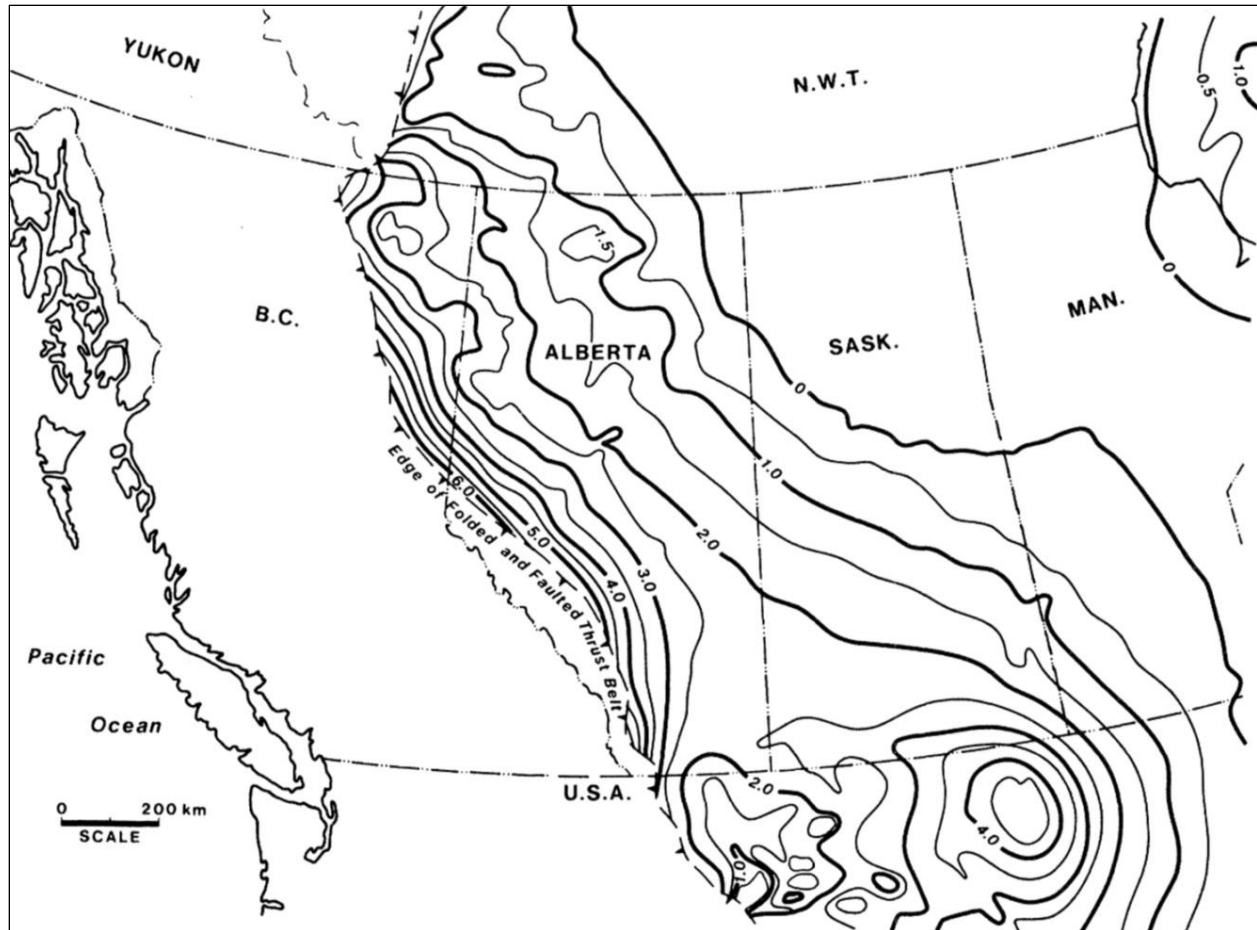 YUKON
N.W.T.
0.5
1.0
1.5
0
B.C.
ALBERTA
SASK.
MAN.
0
1.0
6.0
5.0
4.0
3.0
2.0
Edge of Folded and Faulted Thrust Belt
Pacific
Ocean
U.S.A.
2.0
4.0
1.0
0 200 km
SCALE